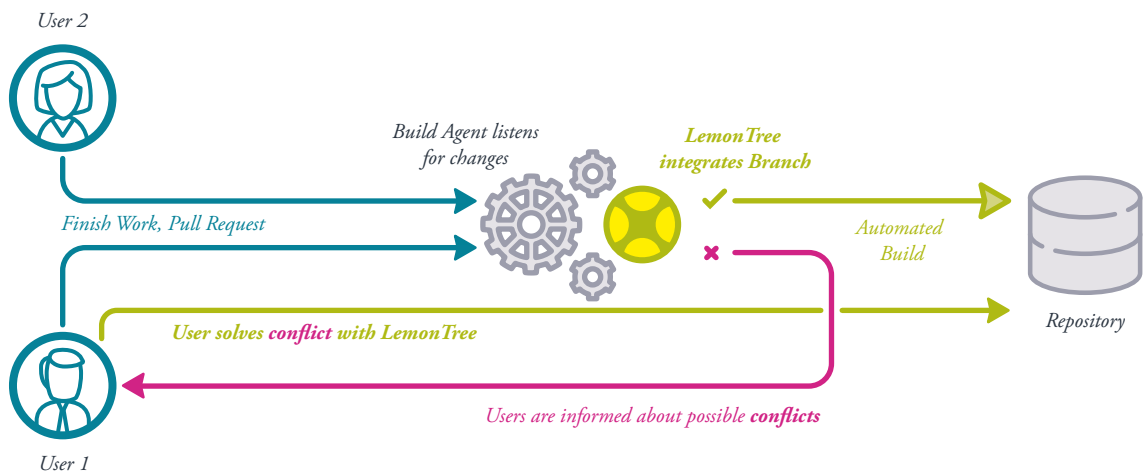 User 2
Build Agent listens
for changes
LemonTree
integrates Branch
Finish Work, Pull Request
Automated
Build
User solves conflict with LemonTree
Repository
Users are informed about possible conflicts
User 1